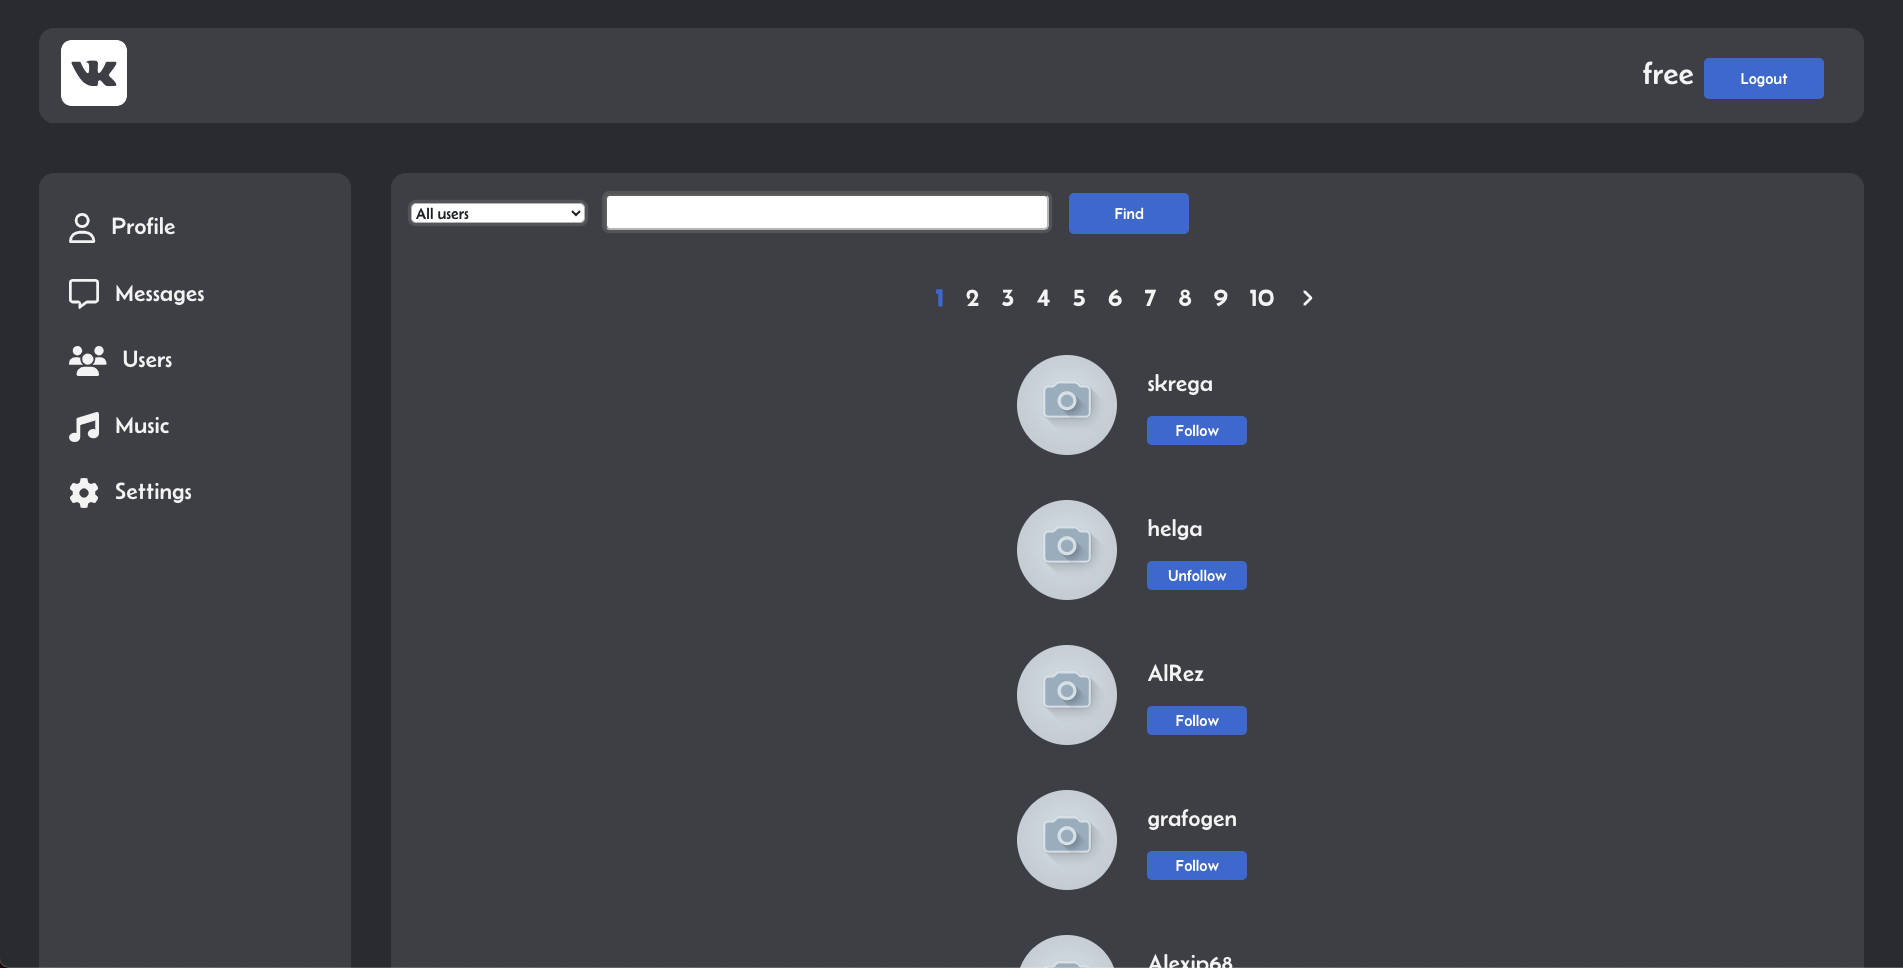 VK
free Logout
Profile
Messages
Users
Music
Settings
All users Find
1 2 3 4 5 6 7 8 9 10
skrega
Follow
helga
Unfollow
AlRez
Follow
grafogen
Follow
Alexip68